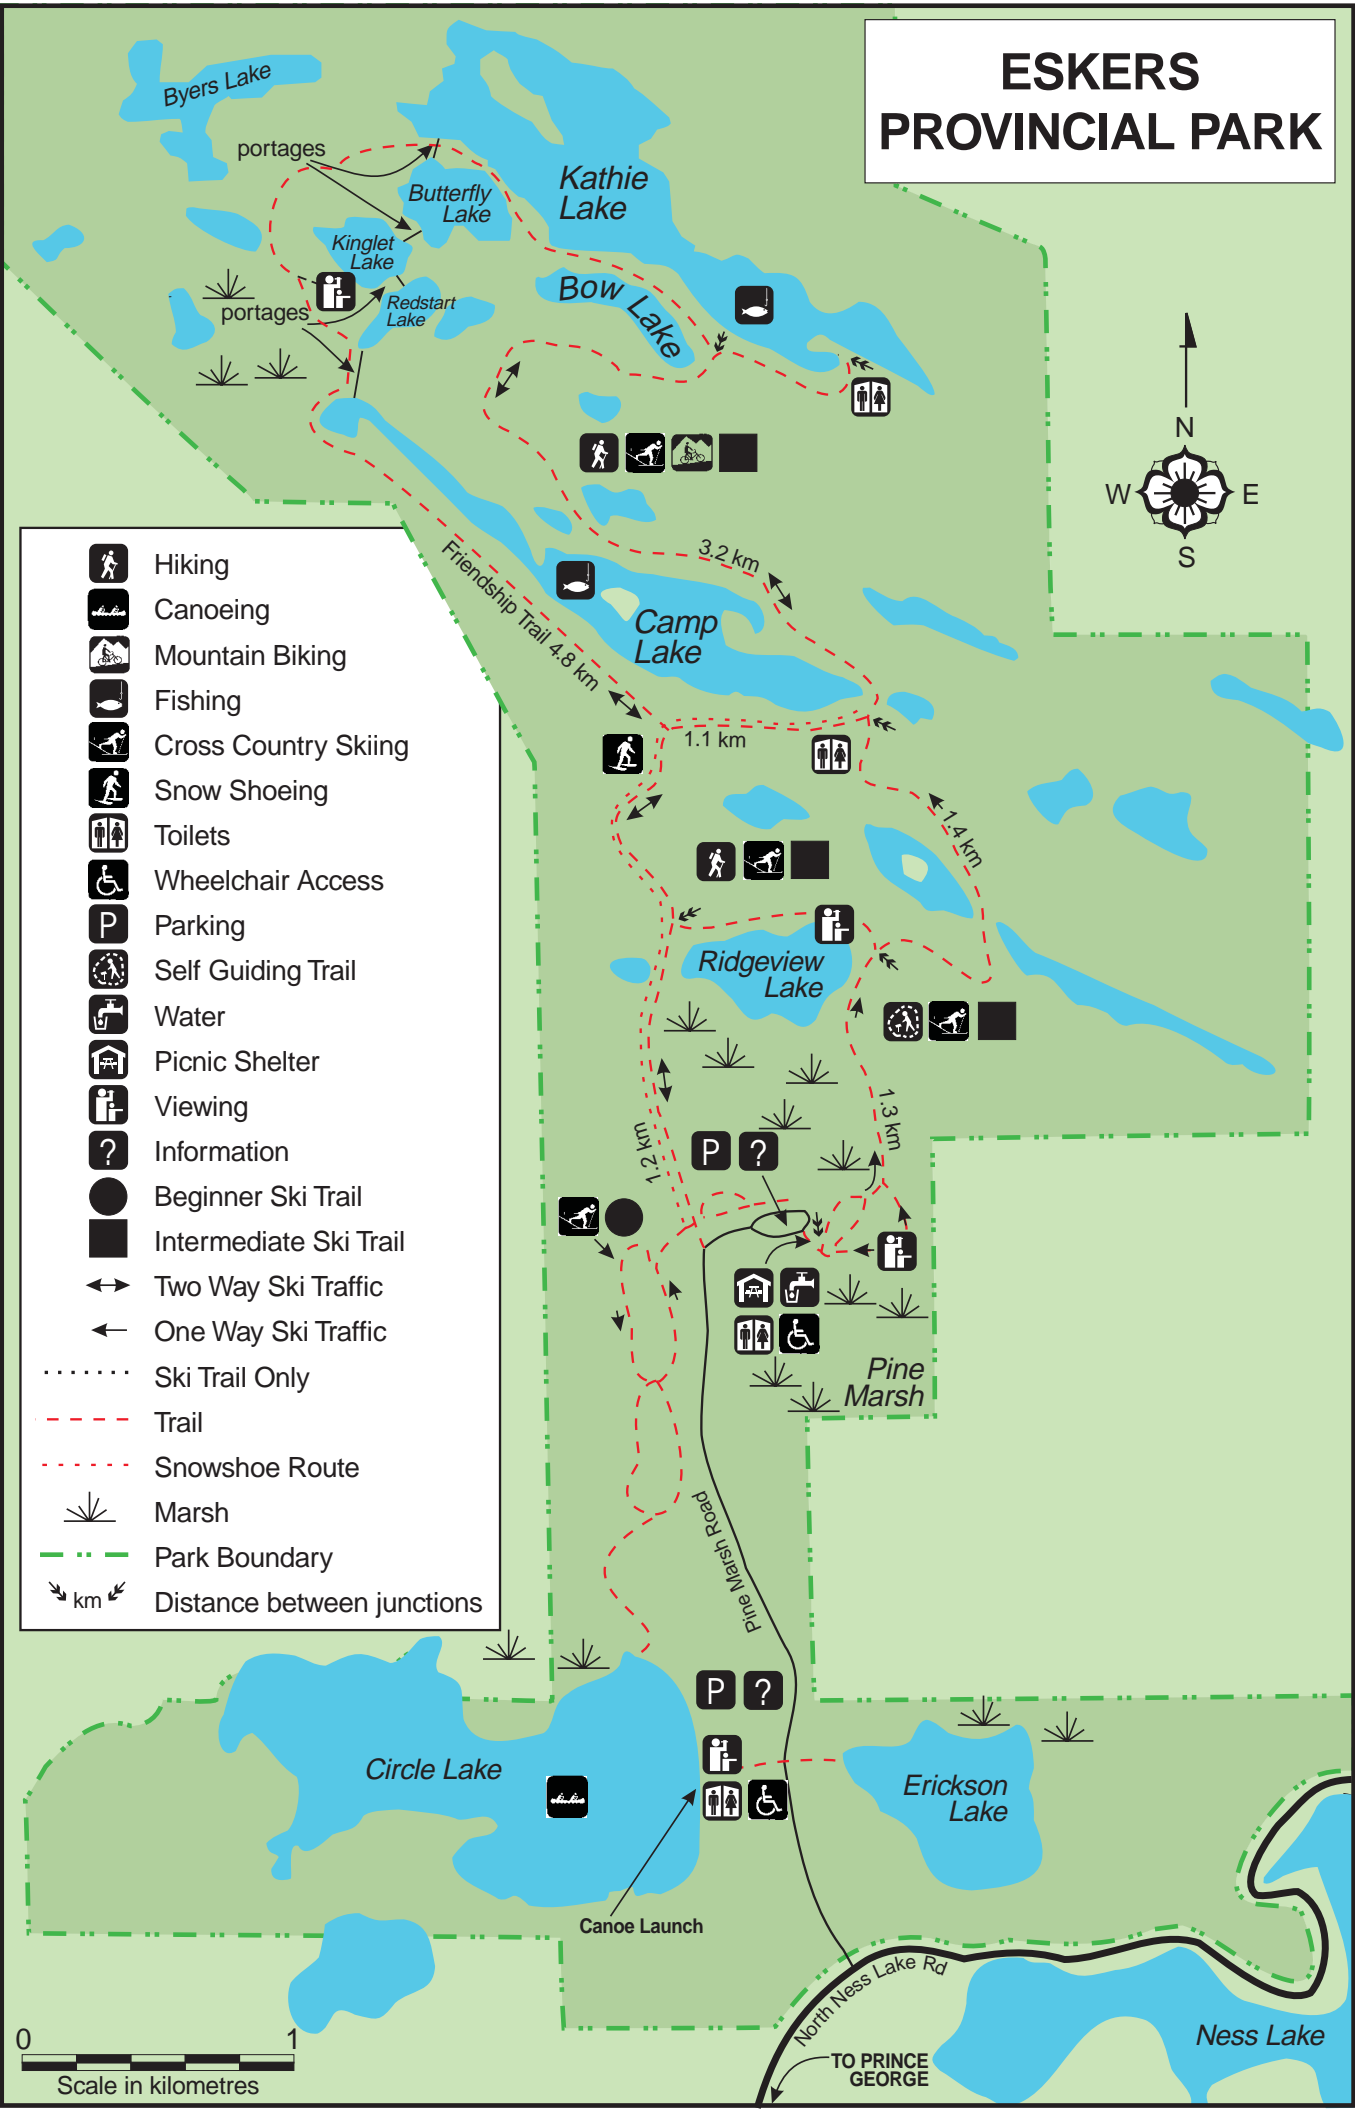 ESKERS
PROVINCIAL PARK
Byers Lake
portages
Kathie
Lake
Butterfly
Lake
Kinglet
Lake
Redstart
Lake
portages
Bow Lake
N
W
E
S
3.2 km
Friendship Trail 4.8 km
Camp
Lake
1.1 km
1.4 km
Ridgeview
Lake
1.3 km
1.2 km
P
?
Pine
Marsh
Pine Marsh Road
Hiking
Canoeing
Mountain Biking
Fishing
Cross Country Skiing
Snow Shoeing
Toilets
Wheelchair Access
P Parking
Self Guiding Trail
Water
Picnic Shelter
Viewing
? Information
Beginner Ski Trail
Intermediate Ski Trail
Two Way Ski Traffic
One Way Ski Traffic
Ski Trail Only
Trail
Snowshoe Route
Marsh
Park Boundary
km Distance between junctions
P
?
Circle Lake
Erickson
Lake
Canoe Launch
North Ness Lake Rd
Ness Lake
TO PRINCE
GEORGE
0 1
Scale in kilometres